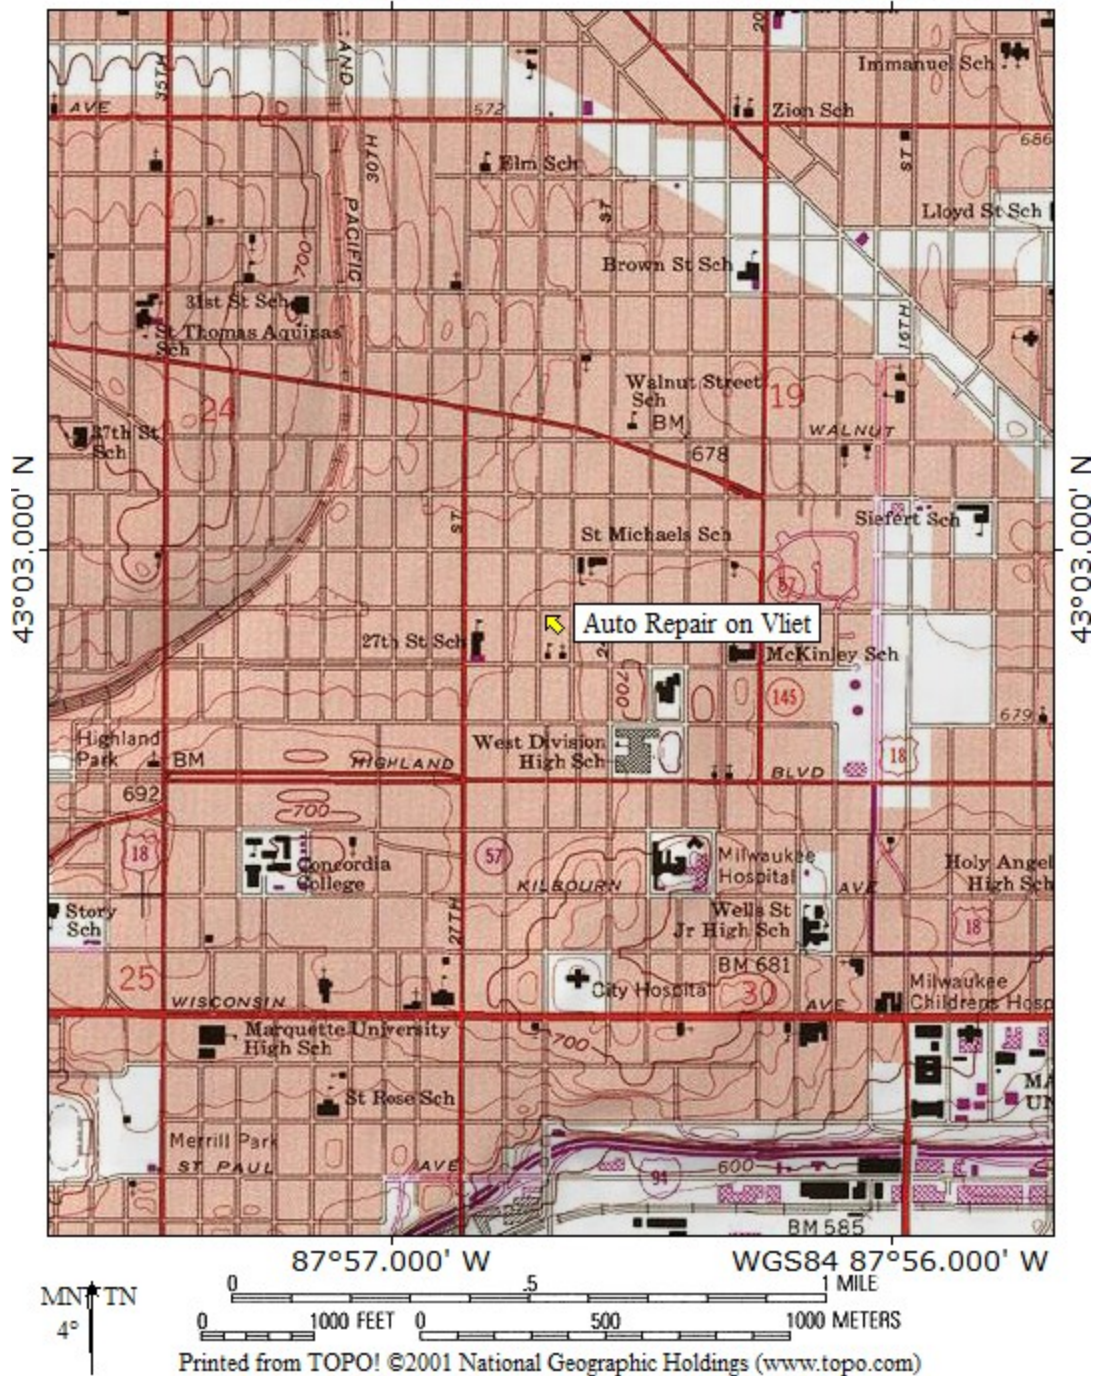 AND
20
Immanuel Sch
35TH
AVE
572
Zion Sch
686
30TH
Elm Sch
ST
ST
PACIFIC
Lloyd St Sch
700
Brown St Sch
31st St Sch
St Thomas Aquinas
Sch
16TH
Walnut Street
Sch
19
24
BM
WALNUT
37th St
Sch
678
43°03.000' N
43°03.000' N
ST
Siefert Sch
St Michaels Sch
57
Auto Repair on Vliet
27th St Sch
McKinley Sch
700
145
679
Highland
Park
BM
West Division
High Sch
18
HIGHLAND
BLVD
692
700
18
57
Concordia
College
Milwaukee
Hospital
Holy Angel
High Sch
KILBOURN
AVE
Story
Sch
27TH
Wells St
Jr High Sch
18
BM 681
25
City Hospital
30
Milwaukee
Childrens Hosp
WISCONSIN
AVE
Marquette University
High Sch
700
St Rose Sch
MA
UN
Merrill Park
ST PAUL
AVE
94
600
BM 585
87°57.000' W
WGS84 87°56.000' W
MN TN
4°
0 .5 1 MILE
0 1000 FEET 0 500 1000 METERS
Printed from TOPO! ©2001 National Geographic Holdings (www.topo.com)